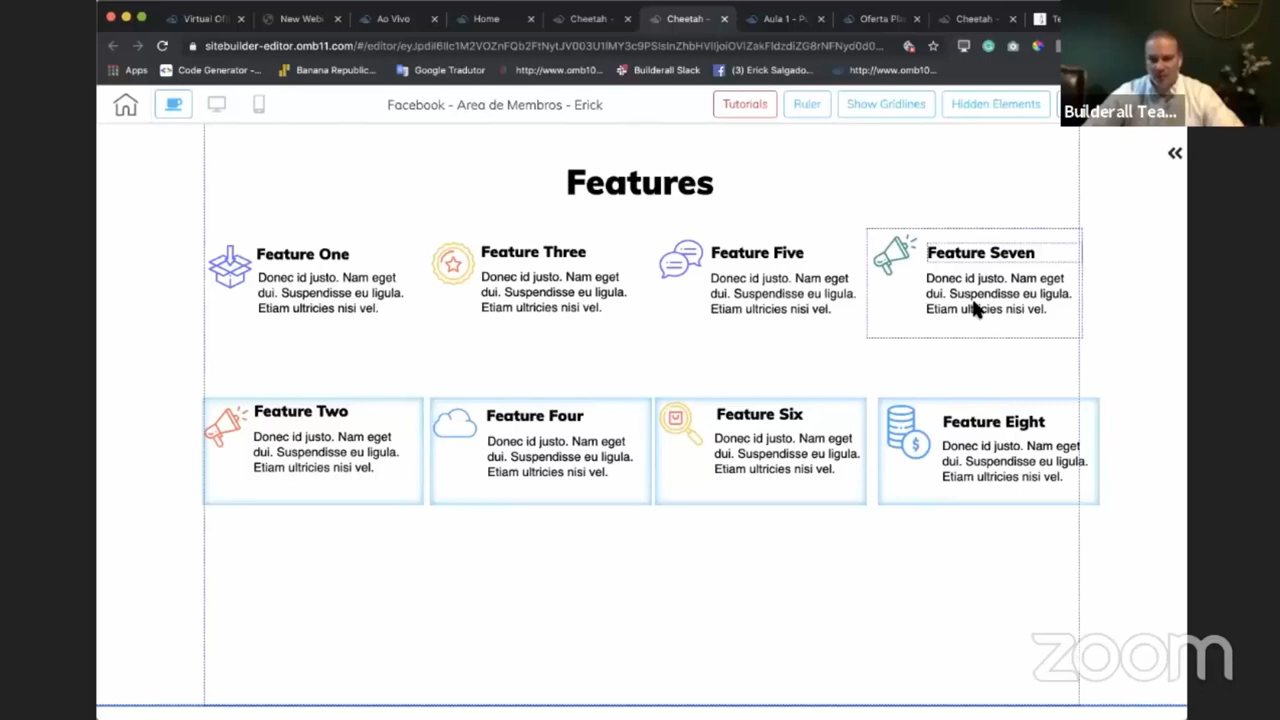 Virtual Of
New Web
Ao Vivo
Home
Cheetah -
Cheetah -
Aula 1 - P
Oferta Pla
Cheetah -
Apps
Code Generator -...
Banana Republic...
Google Tradutor
http://www.omb10...
Builderall Slack
(3) Erick Salgado...
http://www.omb10...
Facebook - Area de Membros - Erick
Tutorials
Ruler
Show Gridlines
Hidden Elements
Builderall Tea...
Features
Feature One
Donec id justo. Nam eget
dui. Suspendisse eu ligula.
Etiam ultricies nisi vel.
Feature Three
Donec id justo. Nam eget
dui. Suspendisse eu ligula.
Etiam ultricies nisi vel.
Feature Five
Donec id justo. Nam eget
dui. Suspendisse eu ligula.
Etiam ultricies nisi vel.
Feature Seven
Donec id justo. Nam eget
dui. Suspendisse eu ligula.
Etiam ultricies nisi vel.
Feature Two
Donec id justo. Nam eget
dui. Suspendisse eu ligula.
Etiam ultricies nisi vel.
Feature Four
Donec id justo. Nam eget
dui. Suspendisse eu ligula.
Etiam ultricies nisi vel.
Feature Six
Donec id justo. Nam eget
dui. Suspendisse eu ligula.
Etiam ultricies nisi vel.
Feature Eight
Donec id justo. Nam eget
dui. Suspendisse eu ligula.
Etiam ultricies nisi vel.
zoom